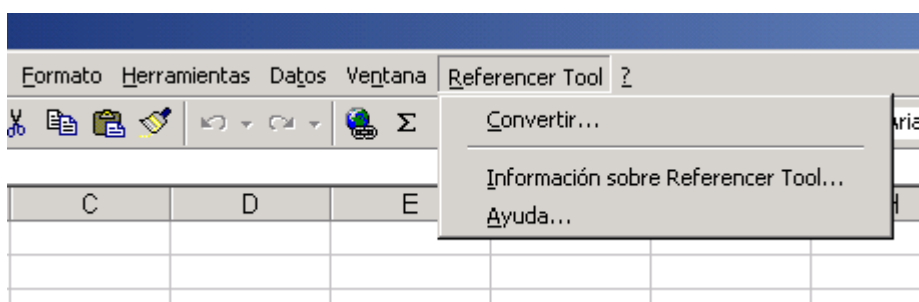 Formato Herramientas Datos Ventana Referencer Tool ?
Σ
Convertir...
Información sobre Referencer Tool...
Ayuda...
C D E